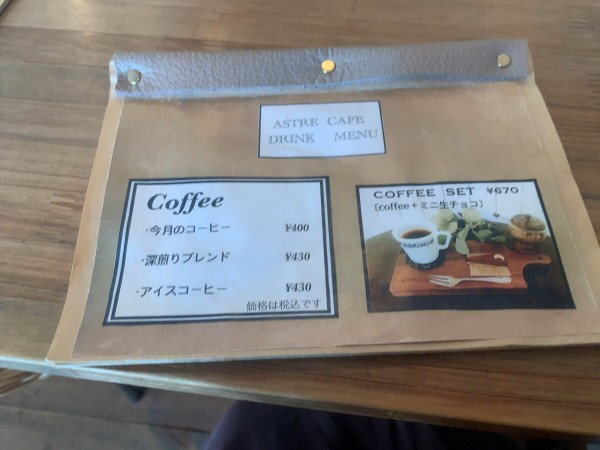 ASTRE CAFE
DRINK MENU
Coffee
・今月のコーヒー ¥400
・深煎りブレンド ¥430
・アイスコーヒー ¥430
価格は税込です
COFFEE SET ¥670
〔coffee+ミニ生チョコ〕